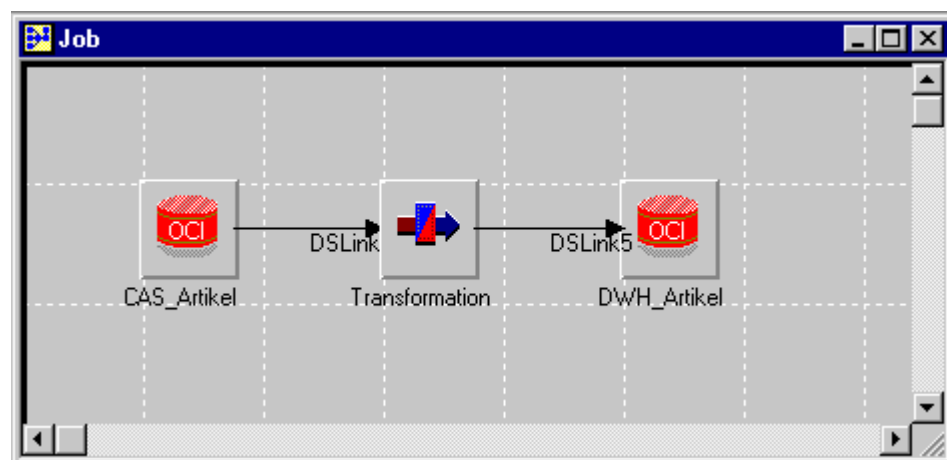 Job
OCI
OCI
DSLink
DSLink5
CAS_Artikel
Transformation
DWH_Artikel